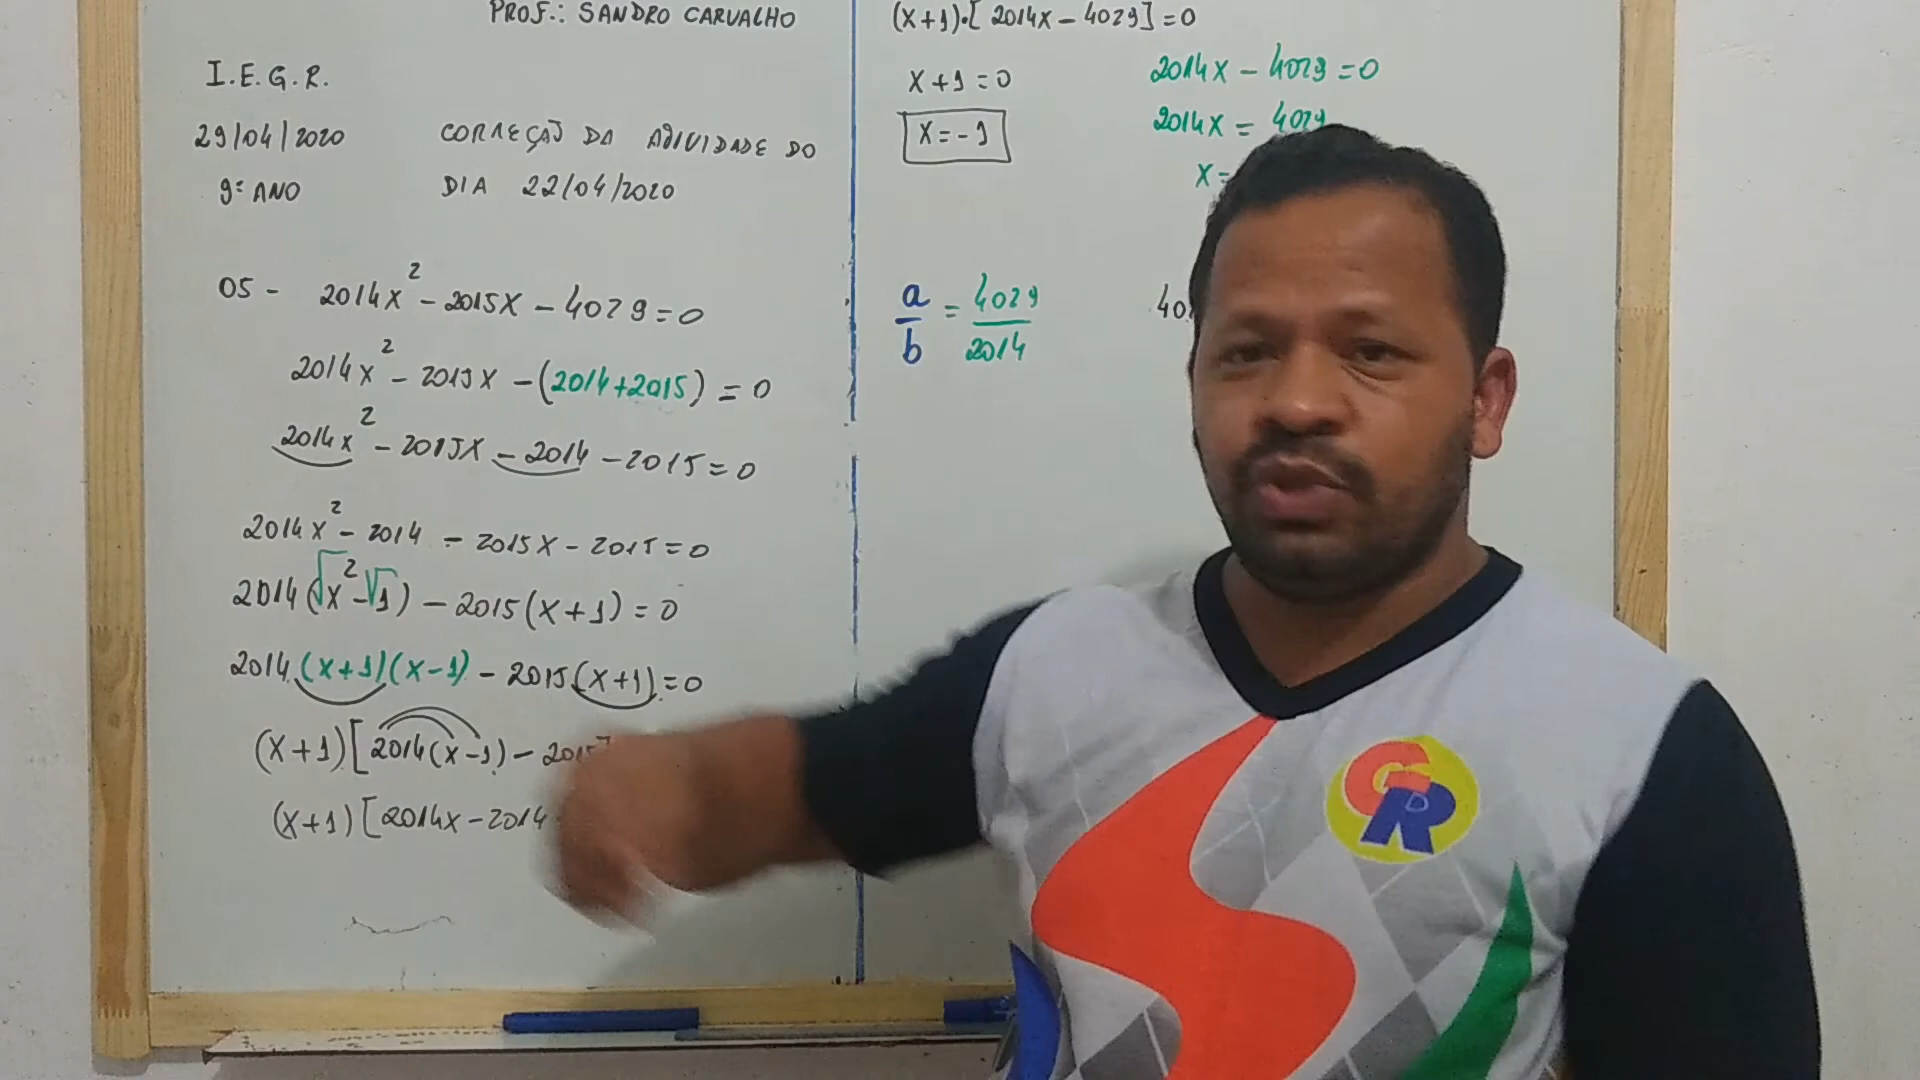 PROF.: SANDRO CARVALHO
I.E.G.R.
29/04/2020
9º ANO
CORREÇÃO DA ATIVIDADE DO
DIA 22/04/2020
05 - 2014x² - 2015x - 4029 = 0
2014x² - 2015x - (2014+2015) = 0
2014x² - 2015x - 2014 - 2015 = 0
2014x² - 2014 - 2015x - 2015 = 0
2014(√x² - √1) - 2015(x+1) = 0
2014.(x+1)(x-1) - 2015(x+1) = 0
(x+1)[2014(x-1) - 2015]
(x+1)[2014x - 2014
(x+1)·[2014x - 4029] = 0
x+1 = 0
x = -1
2014x - 4029 = 0
2014x = 4029
x =
a/b = 4029/2014
GR